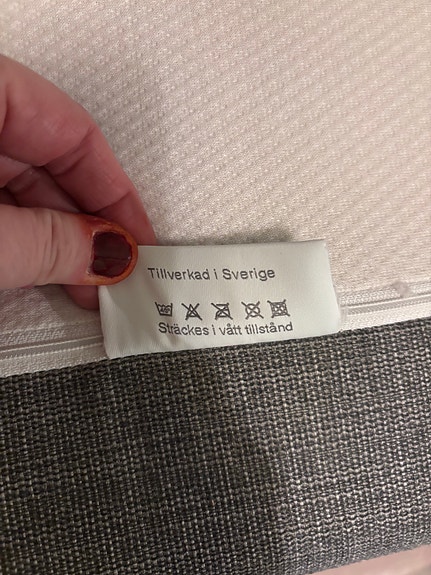 Tillverkad i Sverige
Sträckes i vått tillstånd